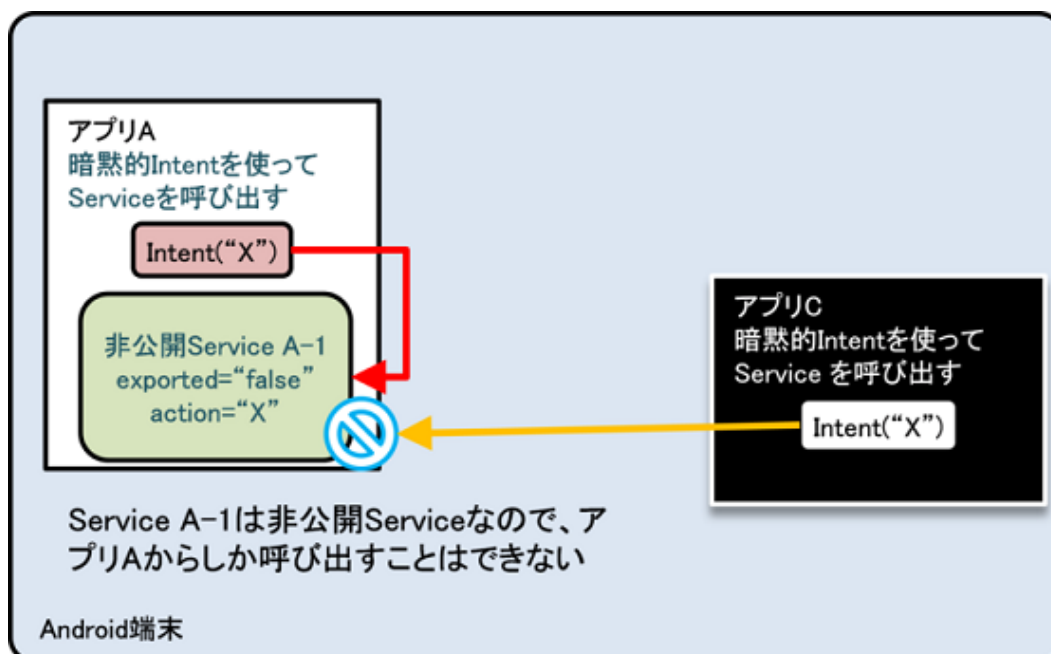 アプリA
暗黙的Intentを使って
Serviceを呼び出す
Intent(“X”)
非公開Service A-1
exported=“false”
action=“X”
アプリC
暗黙的Intentを使って
Service を呼び出す
Intent(“X”)
Service A-1は非公開Serviceなので、ア
プリAからしか呼び出すことはできない
Android端末